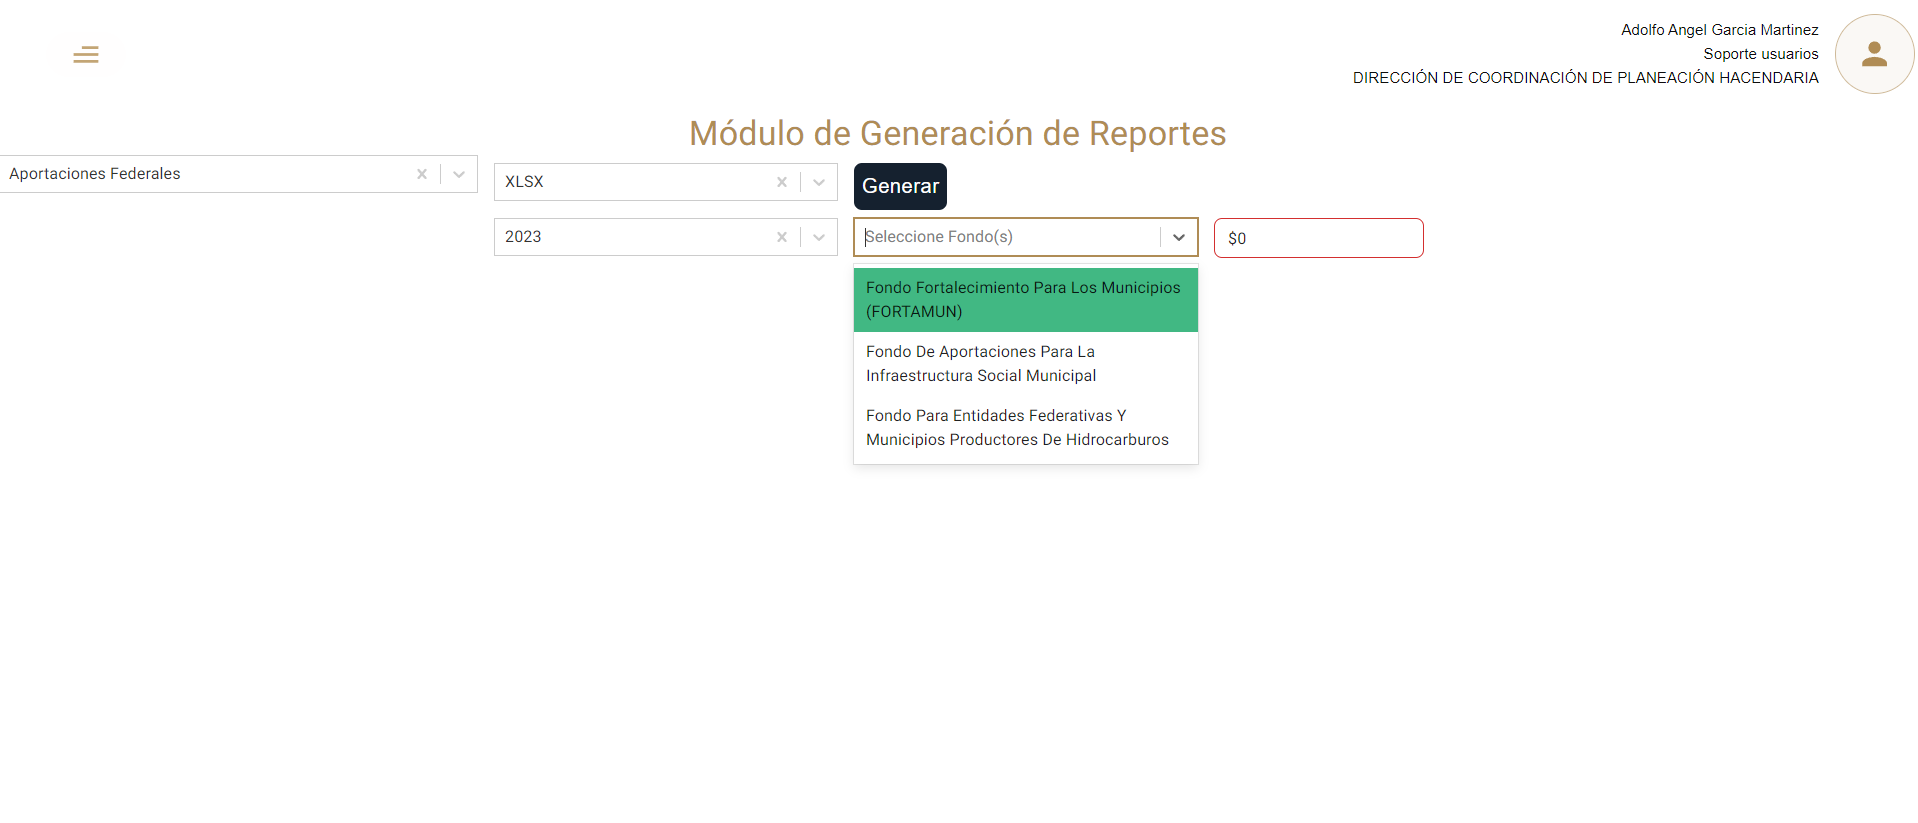 Adolfo Angel Garcia Martinez
Soporte usuarios
DIRECCIÓN DE COORDINACIÓN DE PLANEACIÓN HACENDARIA
Módulo de Generación de Reportes
Aportaciones Federales
XLSX
Generar
2023
Seleccione Fondo(s)
$0
Fondo Fortalecimiento Para Los Municipios
(FORTAMUN)
Fondo De Aportaciones Para La
Infraestructura Social Municipal
Fondo Para Entidades Federativas Y
Municipios Productores De Hidrocarburos